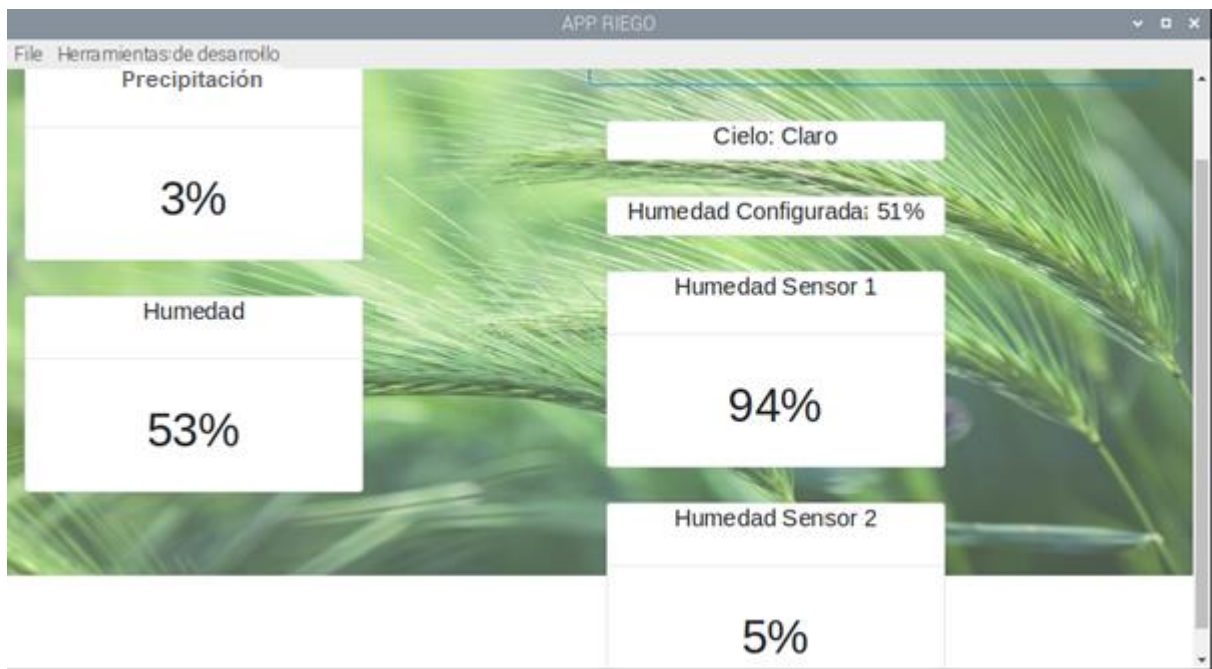 APP RIEGO
File Herramientas de desarrollo
Precipitación
3%
Humedad
53%
Cielo: Claro
Humedad Configurada: 51%
Humedad Sensor 1
94%
Humedad Sensor 2
5%